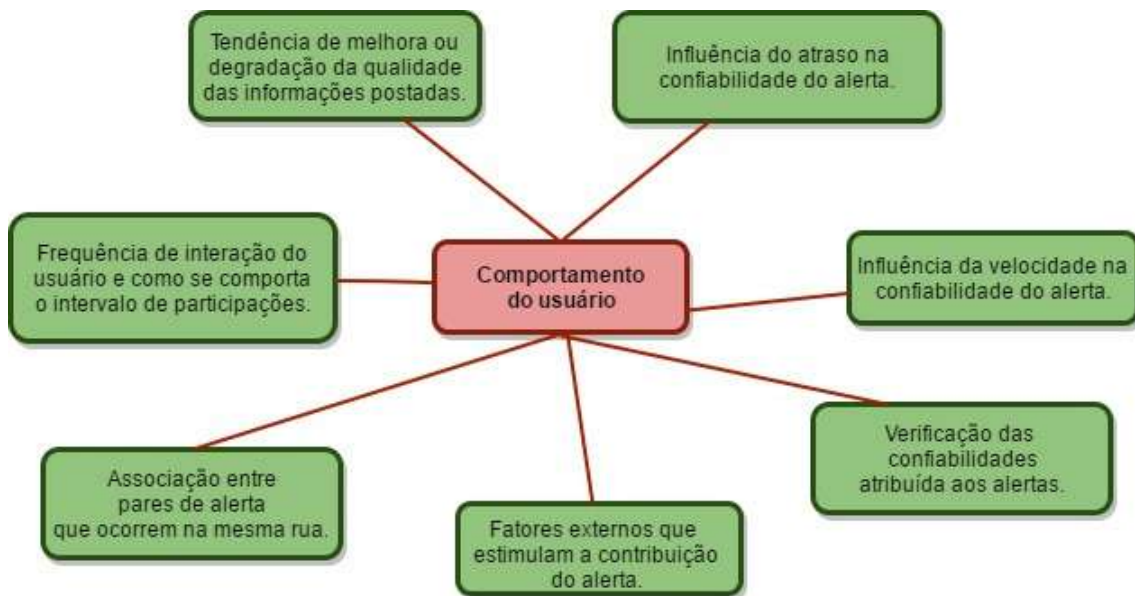 Tendência de melhora ou
degradação da qualidade
das informações postadas.
Influência do atraso na
confiabilidade do alerta.
Frequência de interação do
usuário e como se comporta
o intervalo de participações.
Comportamento
do usuário
Influência da velocidade na
confiabilidade do alerta.
Associação entre
pares de alerta
que ocorrem na mesma rua.
Fatores externos que
estimulam a contribuição
do alerta.
Verificação das
confiabilidades
atribuída aos alertas.